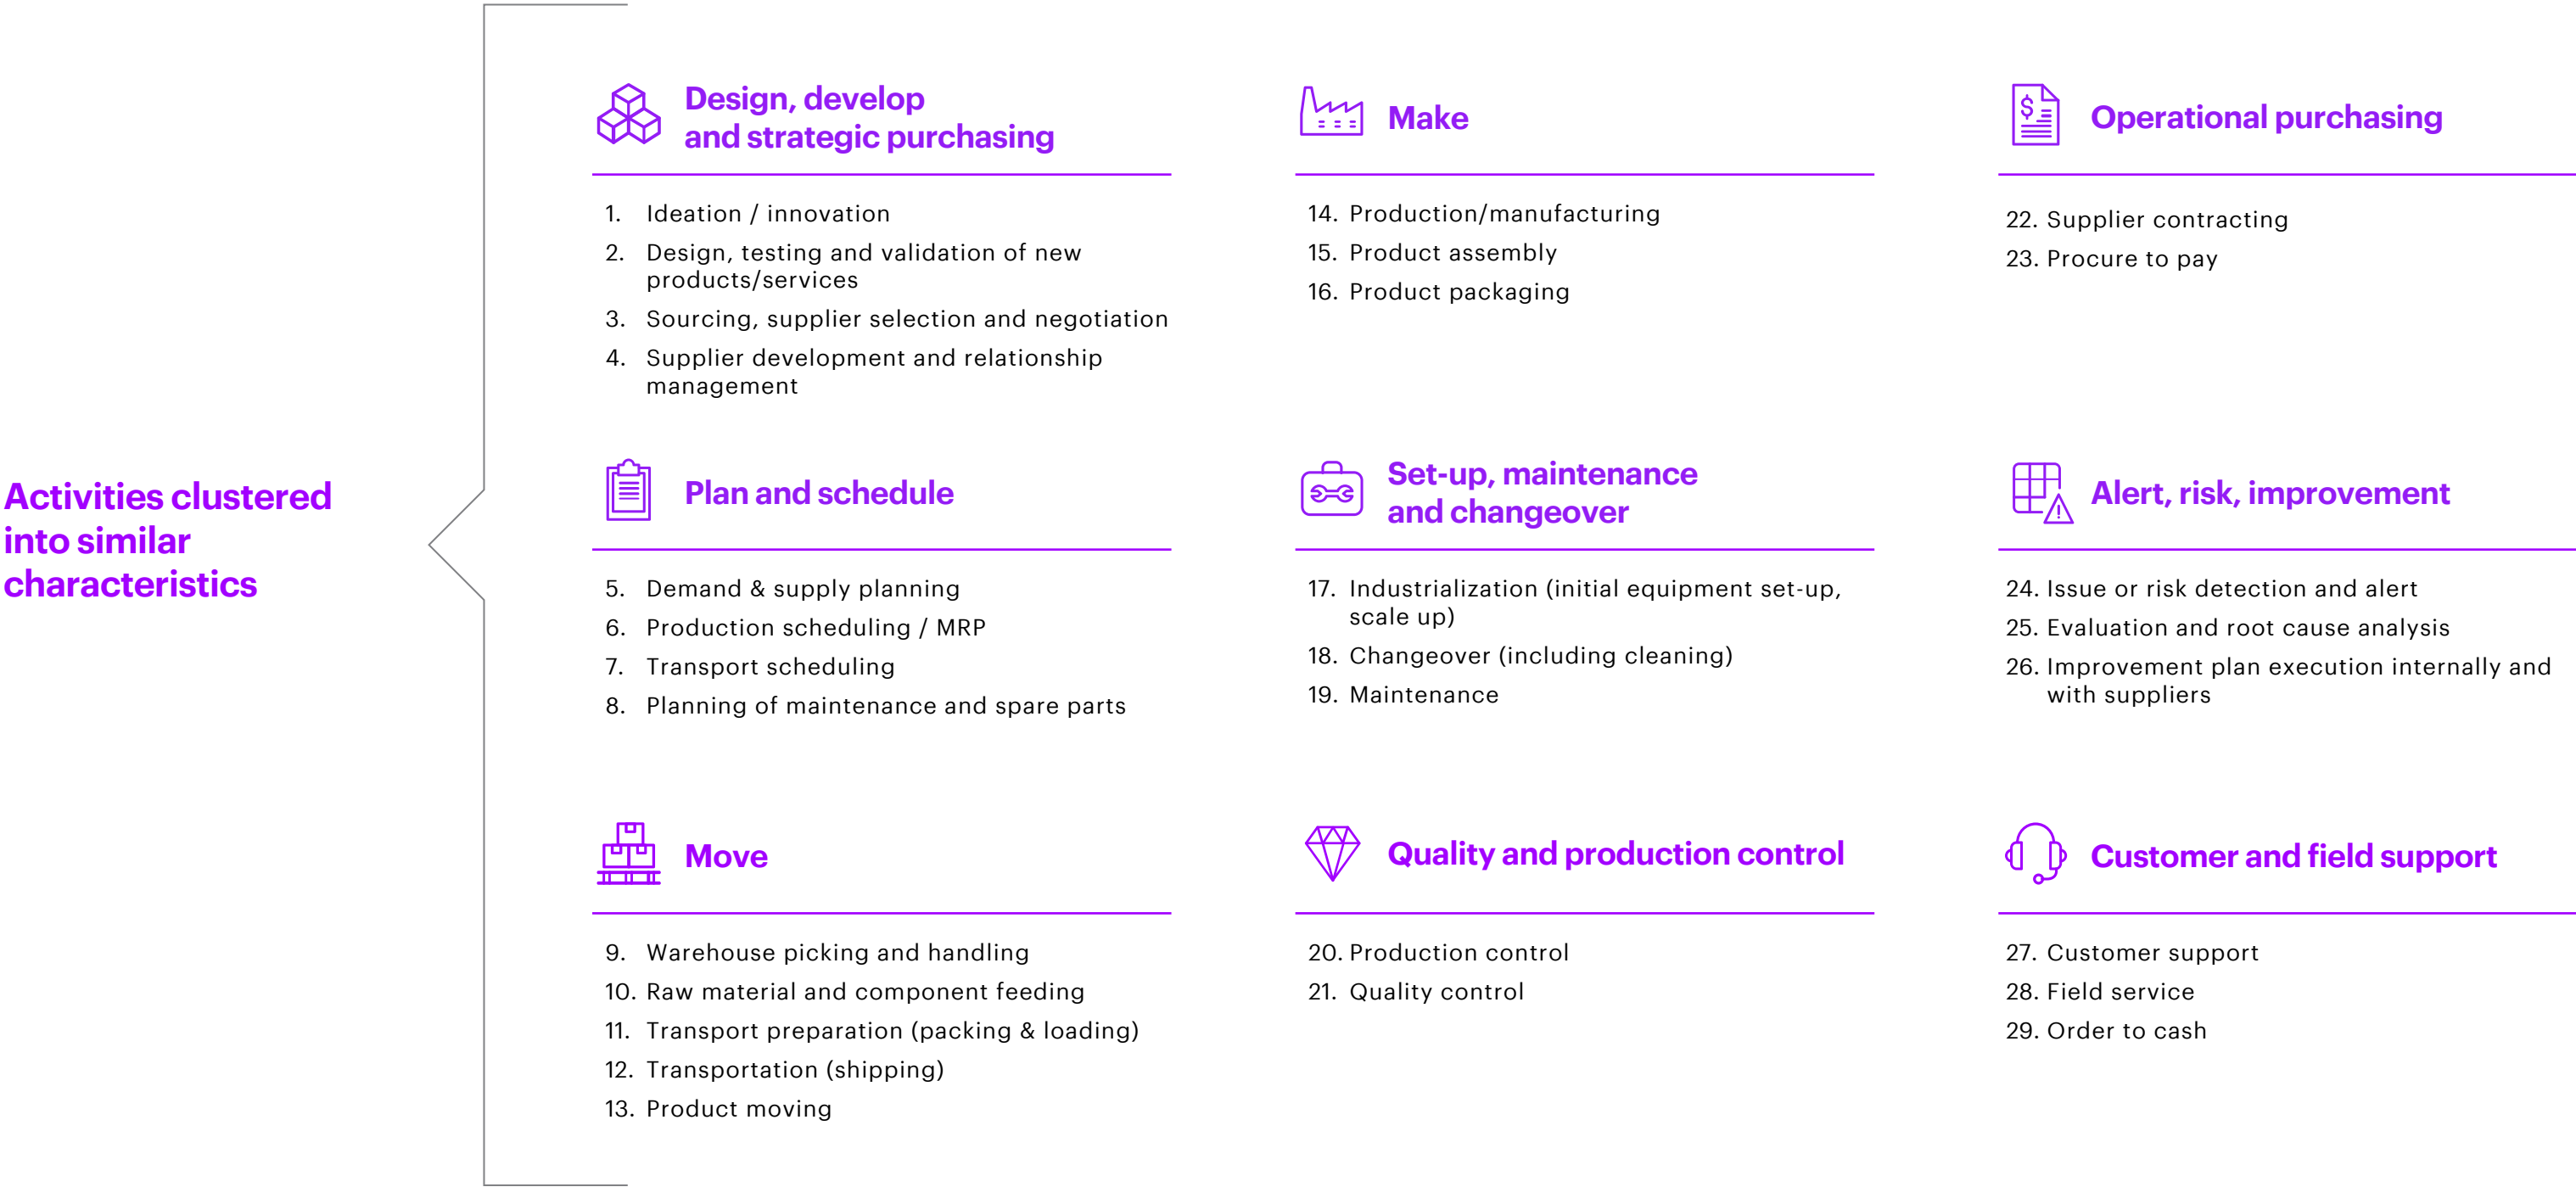 Activities clustered
into similar
characteristics
Design, develop
and strategic purchasing
1. Ideation / innovation
2. Design, testing and validation of new
products/services
3. Sourcing, supplier selection and negotiation
4. Supplier development and relationship
management
Plan and schedule
5. Demand & supply planning
6. Production scheduling / MRP
7. Transport scheduling
8. Planning of maintenance and spare parts
Move
9. Warehouse picking and handling
10. Raw material and component feeding
11. Transport preparation (packing & loading)
12. Transportation (shipping)
13. Product moving
Make
14. Production/manufacturing
15. Product assembly
16. Product packaging
Set-up, maintenance
and changeover
17. Industrialization (initial equipment set-up,
scale up)
18. Changeover (including cleaning)
19. Maintenance
Quality and production control
20. Production control
21. Quality control
$
Operational purchasing
22. Supplier contracting
23. Procure to pay
Alert, risk, improvement
24. Issue or risk detection and alert
25. Evaluation and root cause analysis
26. Improvement plan execution internally and
with suppliers
Customer and field support
27. Customer support
28. Field service
29. Order to cash